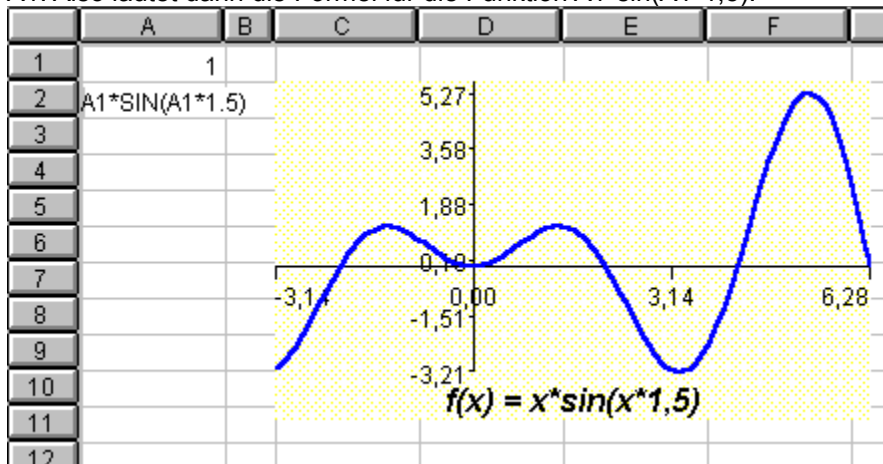 A B C D E F
1 1
2 A1*SIN(A1*1.5) 5,27
3 3,58
4
5 1,88
6 0,18
7 -3,14 0,00 3,14 6,28
8 -1,51
9
10 -3,21
f(x) = x*sin(x*1,5)
11
12